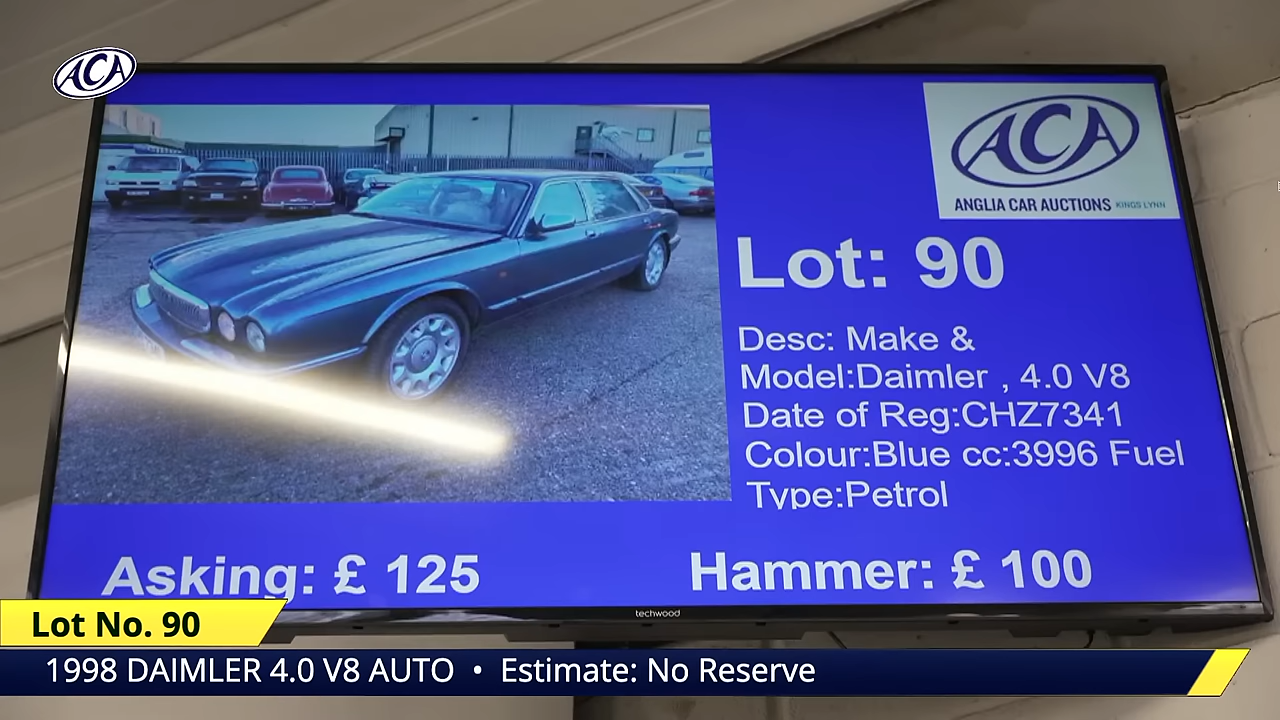 ACA
ACA
ANGLIA CAR AUCTIONS KINGS LYNN
Lot: 90
Desc: Make &
Model:Daimler , 4.0 V8
Date of Reg:CHZ7341
Colour:Blue cc:3996 Fuel
Type:Petrol
Asking: £ 125
Hammer: £ 100
techwood
Lot No. 90
1998 DAIMLER 4.0 V8 AUTO • Estimate: No Reserve